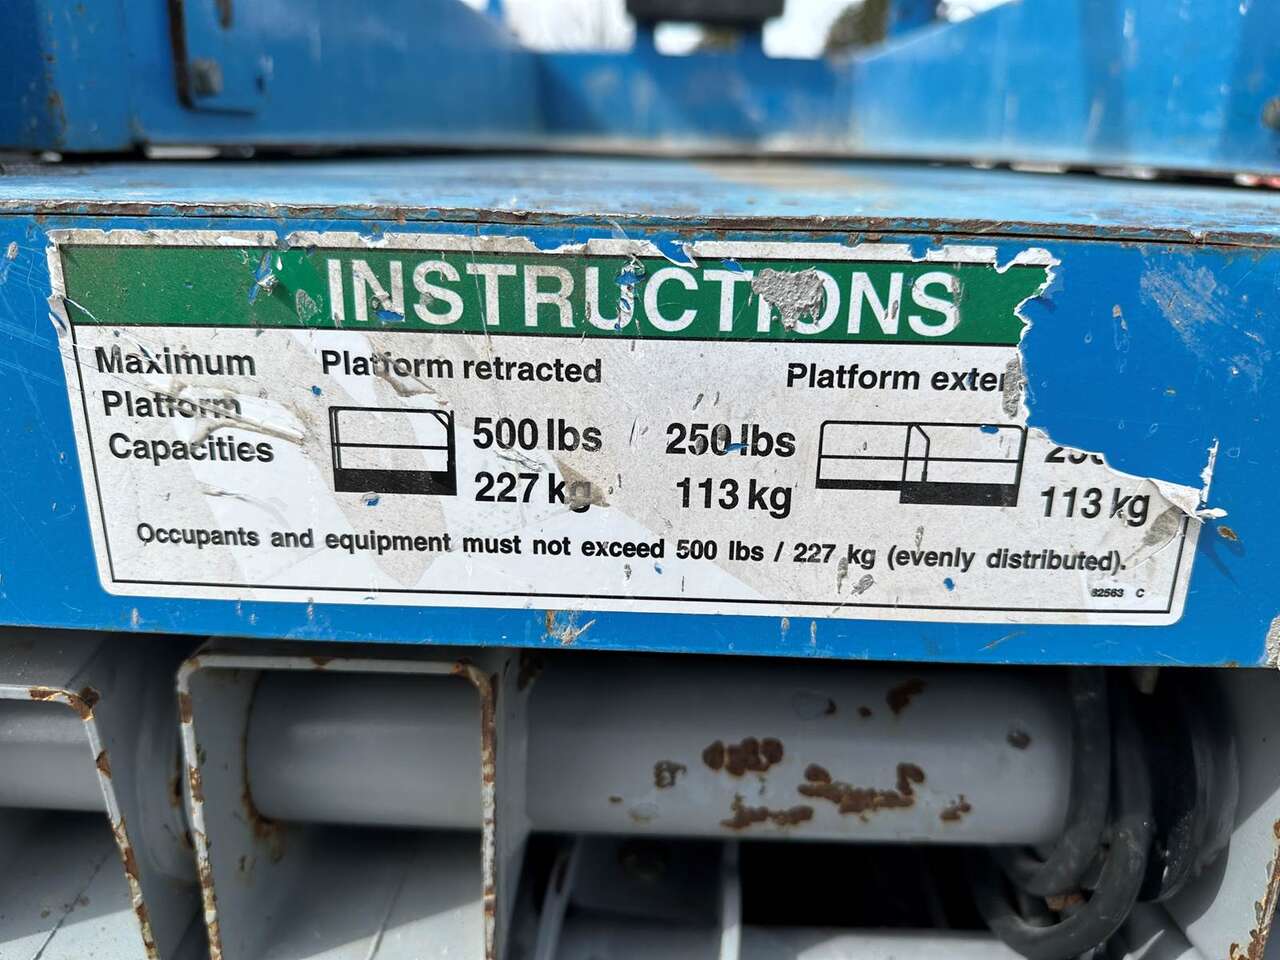 INSTRUCTIONS
Maximum
Platform
Capacities
Platform retracted
500 lbs
227 kg
Platform
250 lbs
113 kg
113 kg
Occupants and equipment must not exceed 500 lbs / 227 kg (evenly distributed).
82563 C